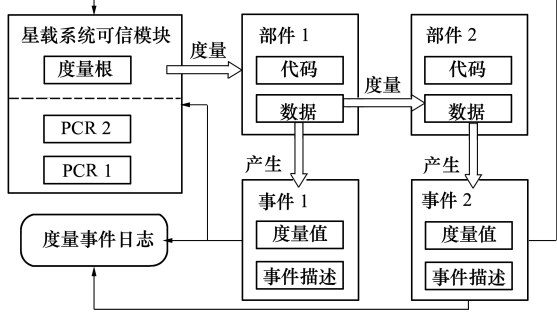 星载系统可信模块
度量根
PCR 2
PCR 1
度量
部件 1
代码
数据
度量
部件 2
代码
数据
产生
产生
事件 1
度量值
事件描述
事件 2
度量值
事件描述
度量事件日志